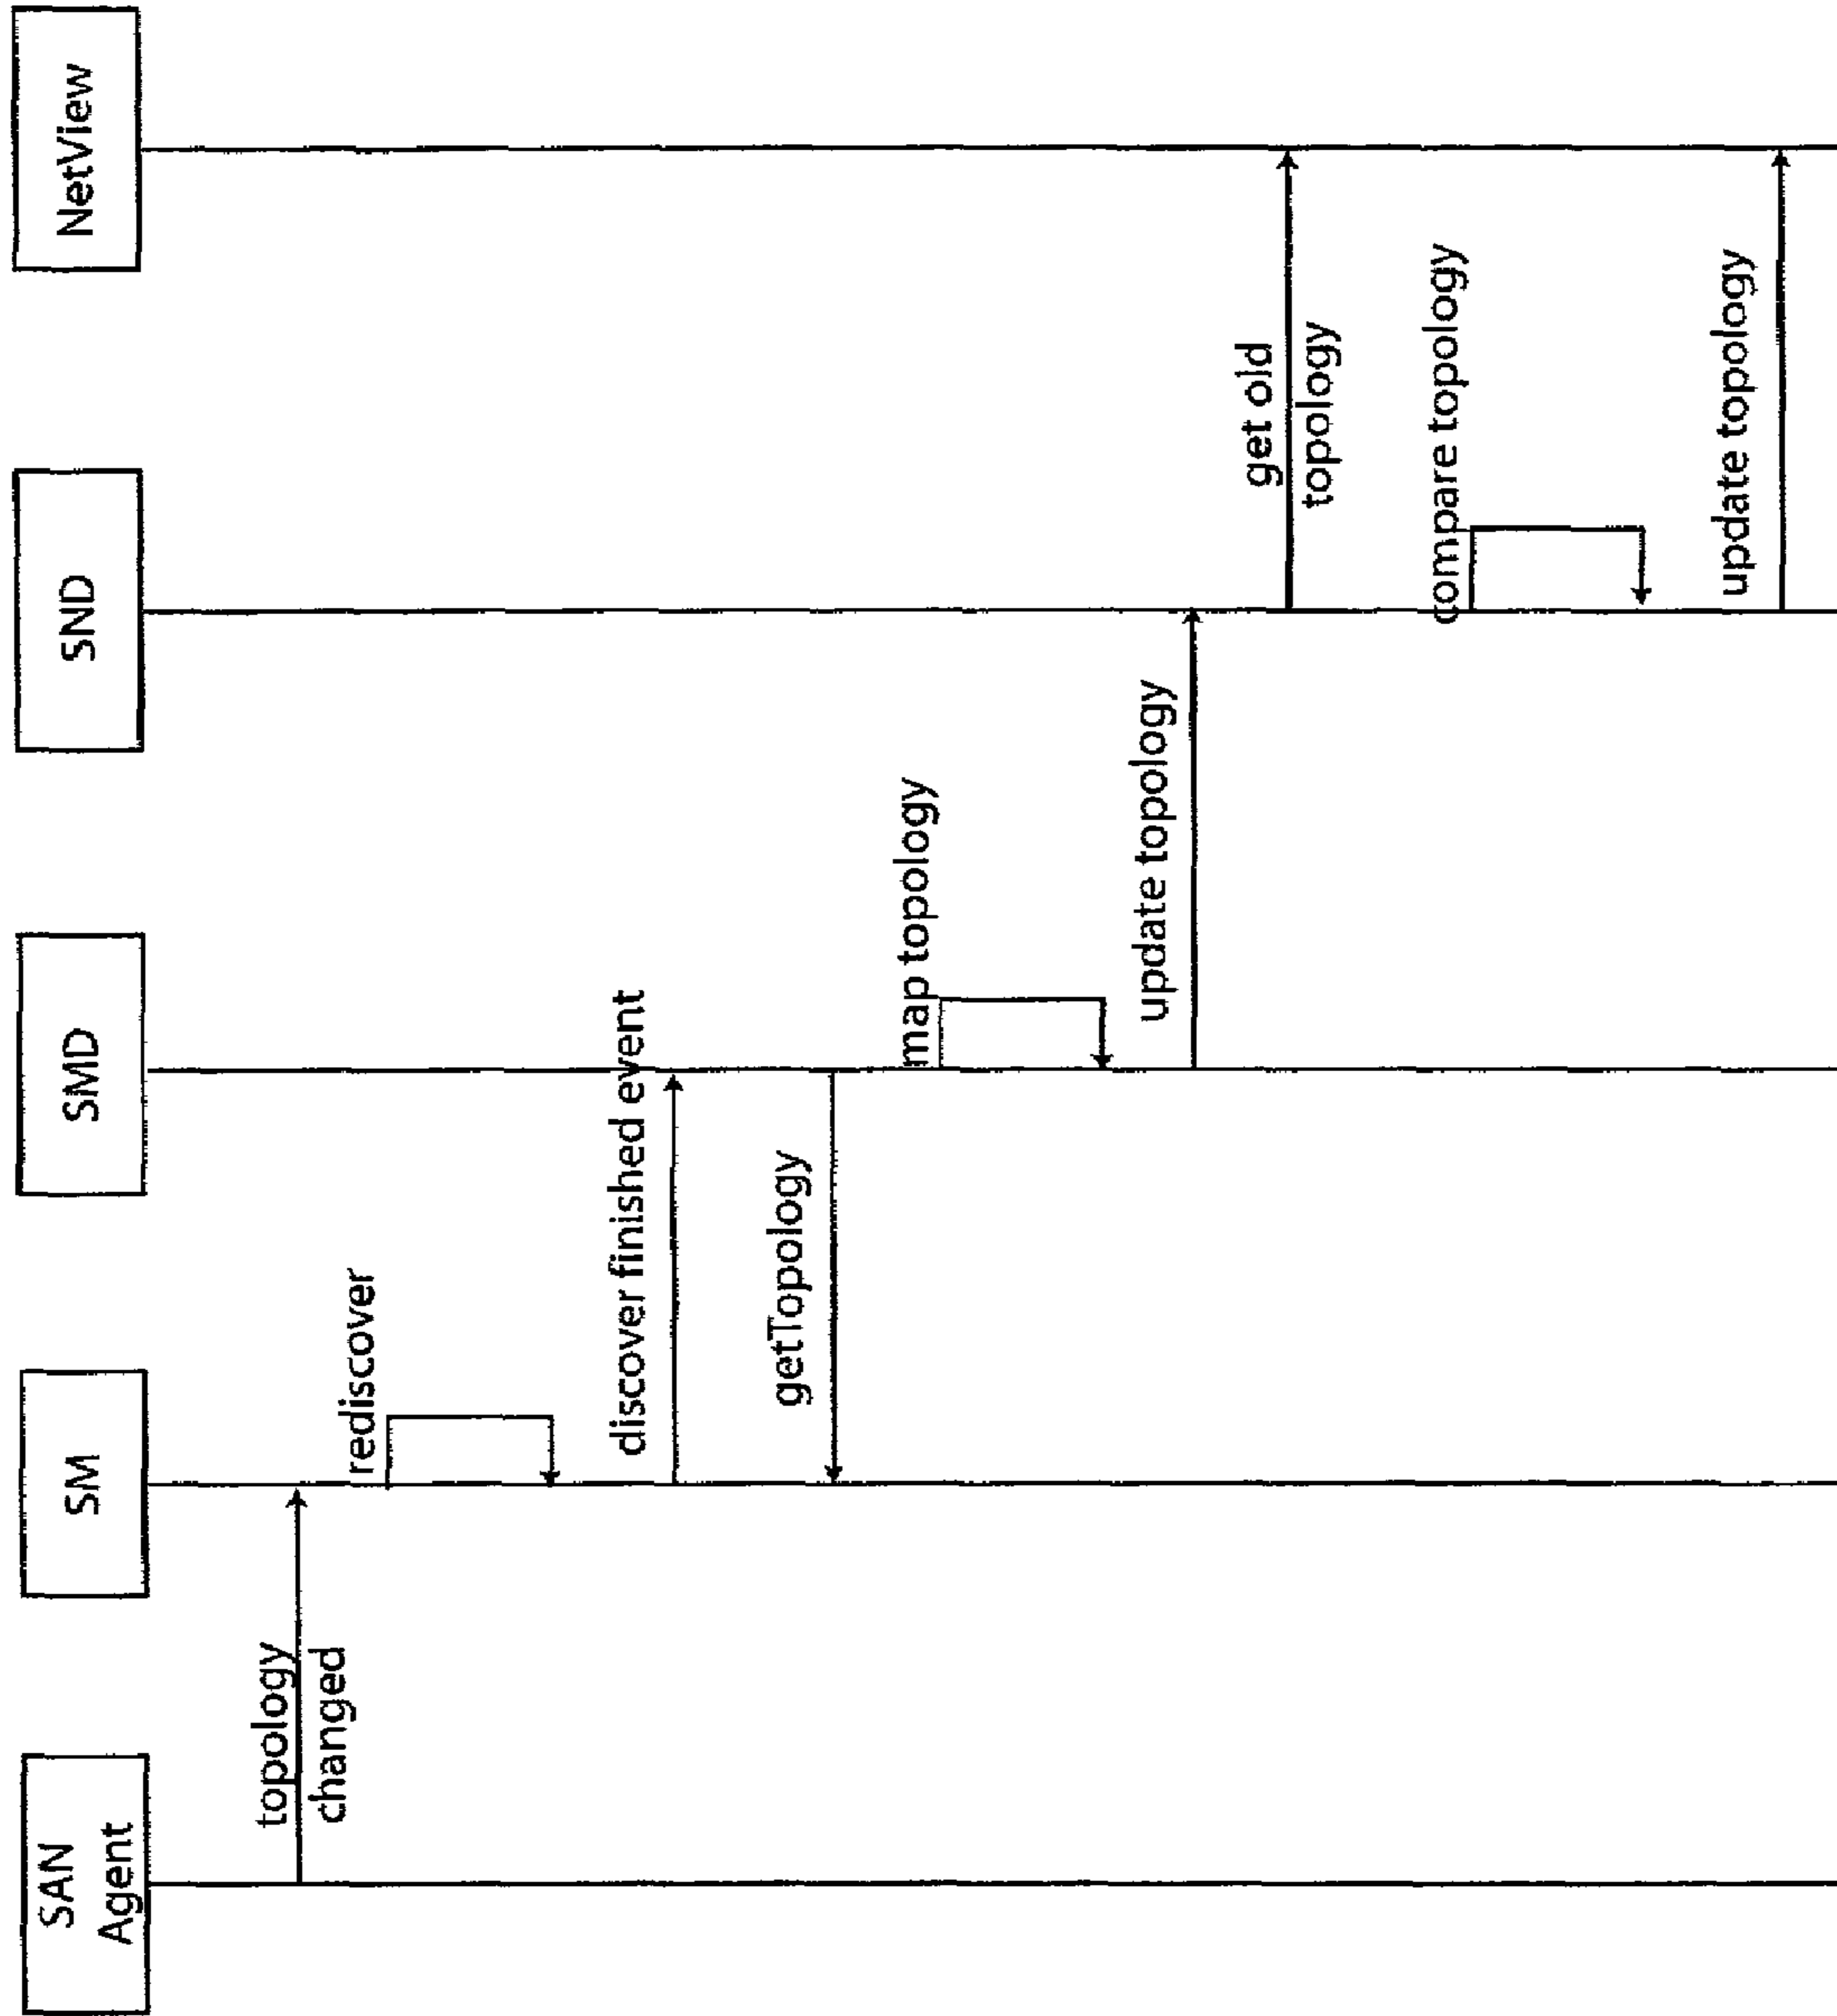 SAN
Agent
SM
SMD
SND
NetView
topology
changed
rediscover
discover finished event
getTopology
map topology
update topology
get old
topology
compare topology
update topology